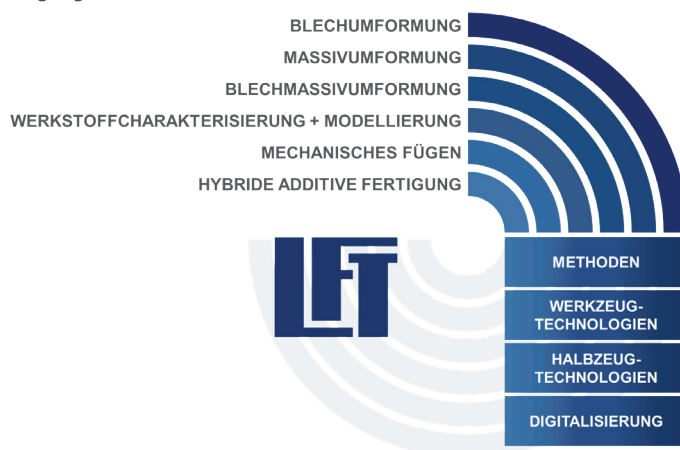 BLECHUMFORMUNG
MASSIVUMFORMUNG
BLECHMASSIVUMFORMUNG
WERKSTOFFCHARAKTERISIERUNG + MODELLIERUNG
MECHANISCHES FÜGEN
HYBRIDE ADDITIVE FERTIGUNG
LFT
METHODEN
WERKZEUG-
TECHNOLOGIEN
HALBZEUG-
TECHNOLOGIEN
DIGITALISIERUNG